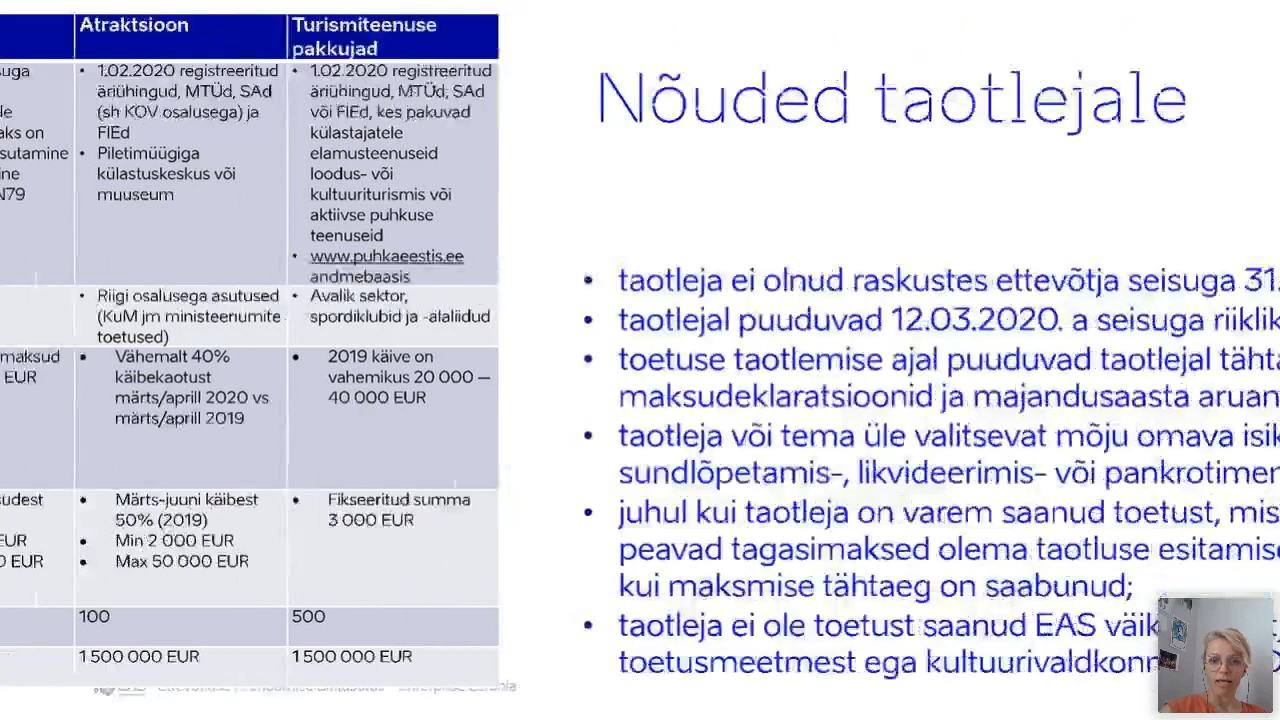 Atraktsioon
Turismiteenuse
pakkujad
suga
le
aks on
sutamine
ine
N79
• 1.02.2020 registreeritud
äriühingud, MTÜd, SAd
(sh KOV osalusega) ja
FIEd
• Piletimüügiga
külastuskeskus või
muuseum
• 1.02.2020 registreeritud
äriühingud, MTÜd, SAd
või FIEd, kes pakuvad
külastajatele
elamusteenuseid
loodus- või
kultuuriturismis või
aktiivse puhkuse
teenuseid
• www.puhkaeestis.ee
andmebaasis
• Riigi osalusega asutused
(KuM jm ministeenumite
toetused)
• Avalik sektor,
spordiklubid ja -alaliidud
maksud
EUR
• Vähemalt 40%
käibekaotust
märts/aprill 2020 vs
märts/aprill 2019
• 2019 käive on
vahemikus 20 000 –
40 000 EUR
sudest
EUR
0 EUR
• Märts-juuni käibest
50% (2019)
• Min 2 000 EUR
• Max 50 000 EUR
• Fikseeritud summa
3 000 EUR
100
500
1 500 000 EUR
1 500 000 EUR
Nõuded taotlejale
• taotleja ei olnud raskustes ettevõtja seisuga 31.
• taotlejal puuduvad 12.03.2020. a seisuga riiklik
• toetuse taotlemise ajal puuduvad taotlejal tähta
maksudeklaratsioonid ja majandusaasta aruan
• taotleja või tema üle valitsevat mõju omava isik
sundlõpetamis-, likvideerimis- või pankrotimen
• juhul kui taotleja on varem saanud toetust, mis
peavad tagasimaksed olema taotluse esitamise
kui maksmise tähtaeg on saabunud;
• taotleja ei ole toetust saanud EAS väik
toetusmeetmest ega kultuurivaldkonn